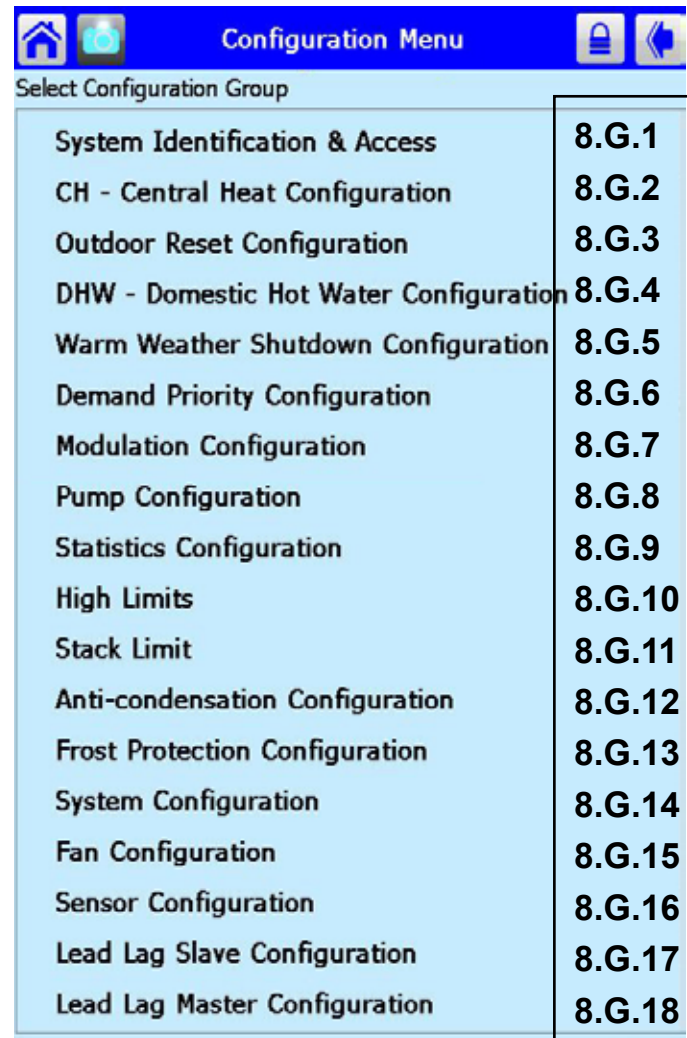 Configuration Menu
Select Configuration Group
System Identification & Access 8.G.1
CH - Central Heat Configuration 8.G.2
Outdoor Reset Configuration 8.G.3
DHW - Domestic Hot Water Configuration 8.G.4
Warm Weather Shutdown Configuration 8.G.5
Demand Priority Configuration 8.G.6
Modulation Configuration 8.G.7
Pump Configuration 8.G.8
Statistics Configuration 8.G.9
High Limits 8.G.10
Stack Limit 8.G.11
Anti-condensation Configuration 8.G.12
Frost Protection Configuration 8.G.13
System Configuration 8.G.14
Fan Configuration 8.G.15
Sensor Configuration 8.G.16
Lead Lag Slave Configuration 8.G.17
Lead Lag Master Configuration 8.G.18